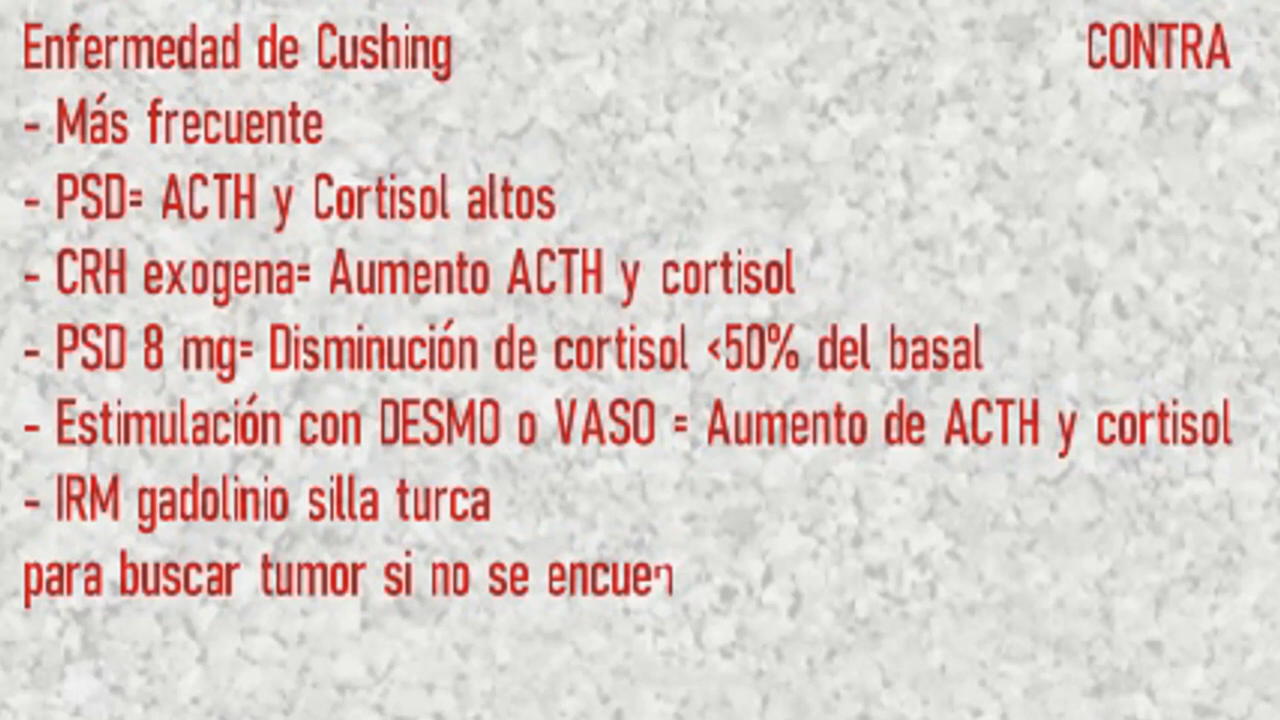 Enfermedad de Cushing CONTRA
- Más frecuente
- PSD= ACTH y Cortisol altos
- CRH exogena= Aumento ACTH y cortisol
- PSD 8 mg= Disminución de cortisol <50% del basal
- Estimulación con DESMO o VASO = Aumento de ACTH y cortisol
- IRM gadolinio silla turca
para buscar tumor si no se